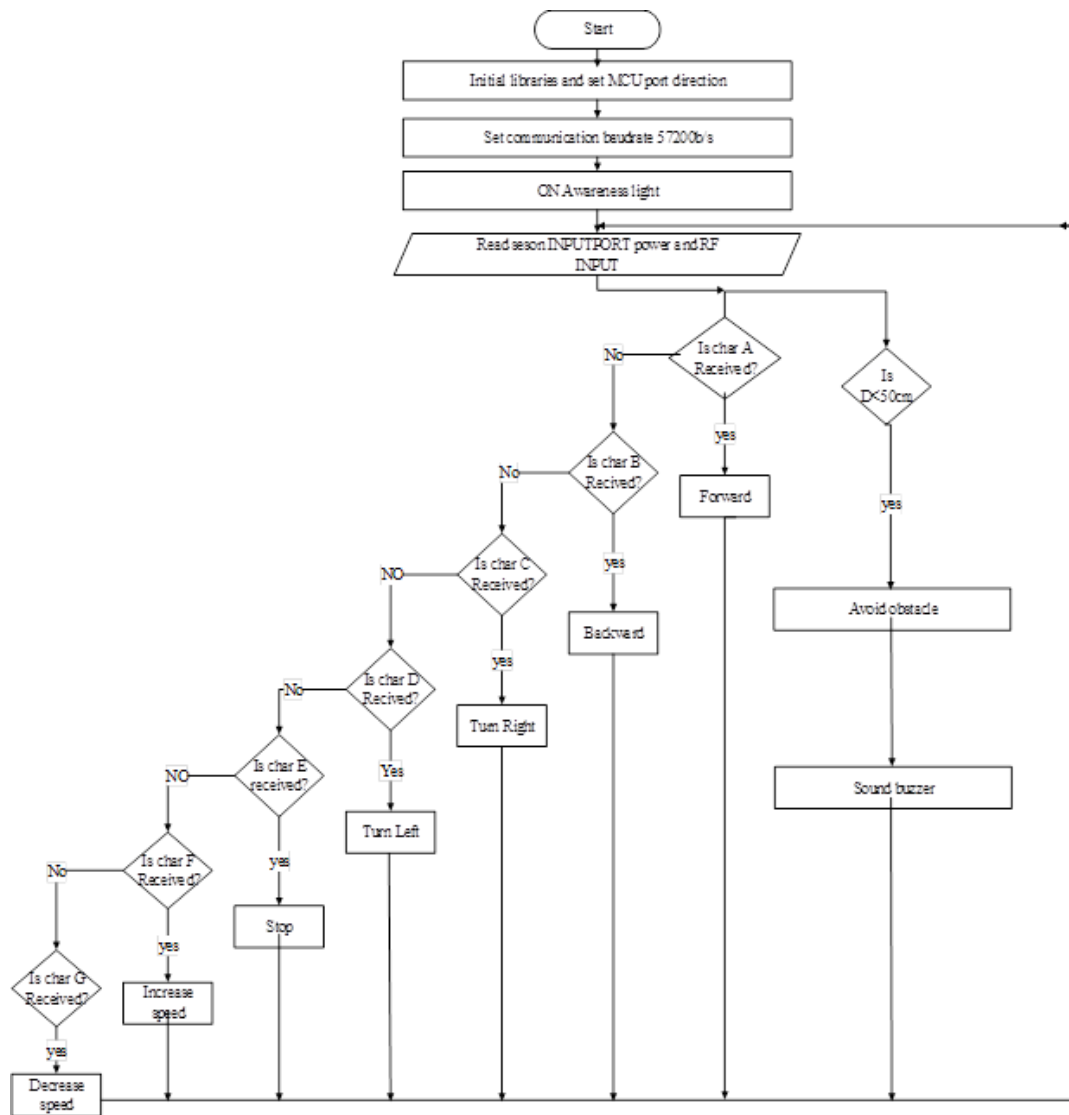 Start
Initial libraries and set MCU port direction
Set communication baudrate 57200b/s
ON Awareness light
Read seson INPUTPORT power and RF
INPUT
Is char A
Received?
No
yes
Forward
Is
D<50cm
yes
Avoid obstacle
Sound buzzer
Is char B
Recived?
No
yes
Backward
Is char C
Received?
NO
yes
Turn Right
Is char D
Recived?
No
Yes
Turn Left
Is char E
received?
NO
yes
Stop
Is char F
Received?
No
yes
Increase
speed
Is char G
Received?
yes
Decrease
speed